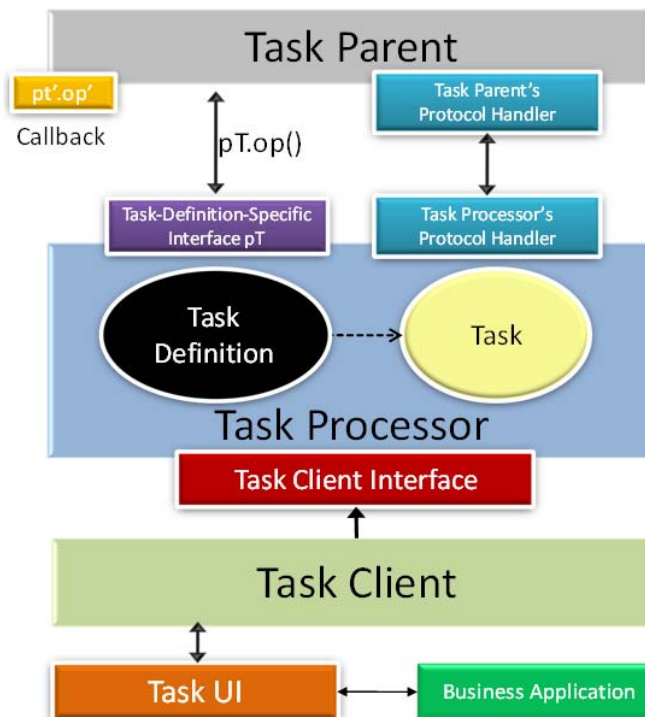 Task Parent
pt'.op'
Callback
pT.op()
Task Parent's
Protocol Handler
Task-Definition-Specific
Interface pT
Task Processor's
Protocol Handler
Task
Definition
Task
Task Processor
Task Client Interface
Task Client
Task UI
Business Application